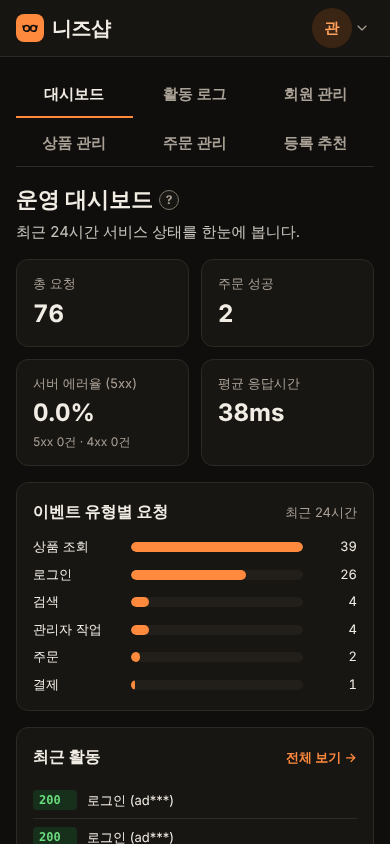 니즈샵
관
대시보드 활동 로그 회원 관리
상품 관리 주문 관리 등록 추천
운영 대시보드 ?
최근 24시간 서비스 상태를 한눈에 봅니다.
총 요청 주문 성공
76 2
서버 에러율 (5xx) 평균 응답시간
0.0% 38ms
5xx 0건 · 4xx 0건
이벤트 유형별 요청 최근 24시간
상품 조회 39
로그인 26
검색 4
관리자 작업 4
주문 2
결제 1
최근 활동 전체 보기 →
200 로그인 (ad***)
200 로그인 (ad***)